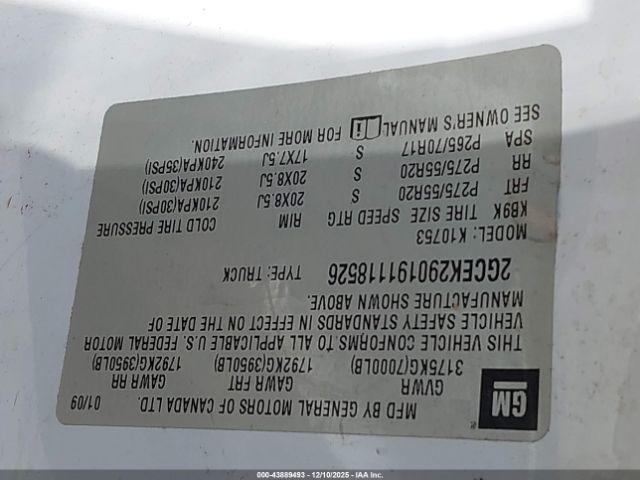 GM
MFD BY GENERAL MOTORS OF CANADA LTD. 01/09
GVWR GAWR FRT GAWR RR
3175KG(7000LB) 1792KG(3950LB) 1792KG(3950LB)
THIS VEHICLE CONFORMS TO ALL APPLICABLE U.S. FEDERAL MOTOR
VEHICLE SAFETY STANDARDS IN EFFECT ON THE DATE OF
MANUFACTURE SHOWN ABOVE.
2GCEK290191118526 TYPE: TRUCK
MODEL: K10753
KB9K TIRE SIZE SPEED RTG RIM COLD TIRE PRESSURE
FRT P275/55R20 S 20X8.5J 210KPA(30PSI)
RR P275/55R20 S 20X8.5J 210KPA(30PSI)
SPA P265/70R17 S 17X7.5J 240KPA(35PSI)
SEE OWNER'S MANUAL FOR MORE INFORMATION.
000-43889493 - 12/10/2025 - IAA Inc.